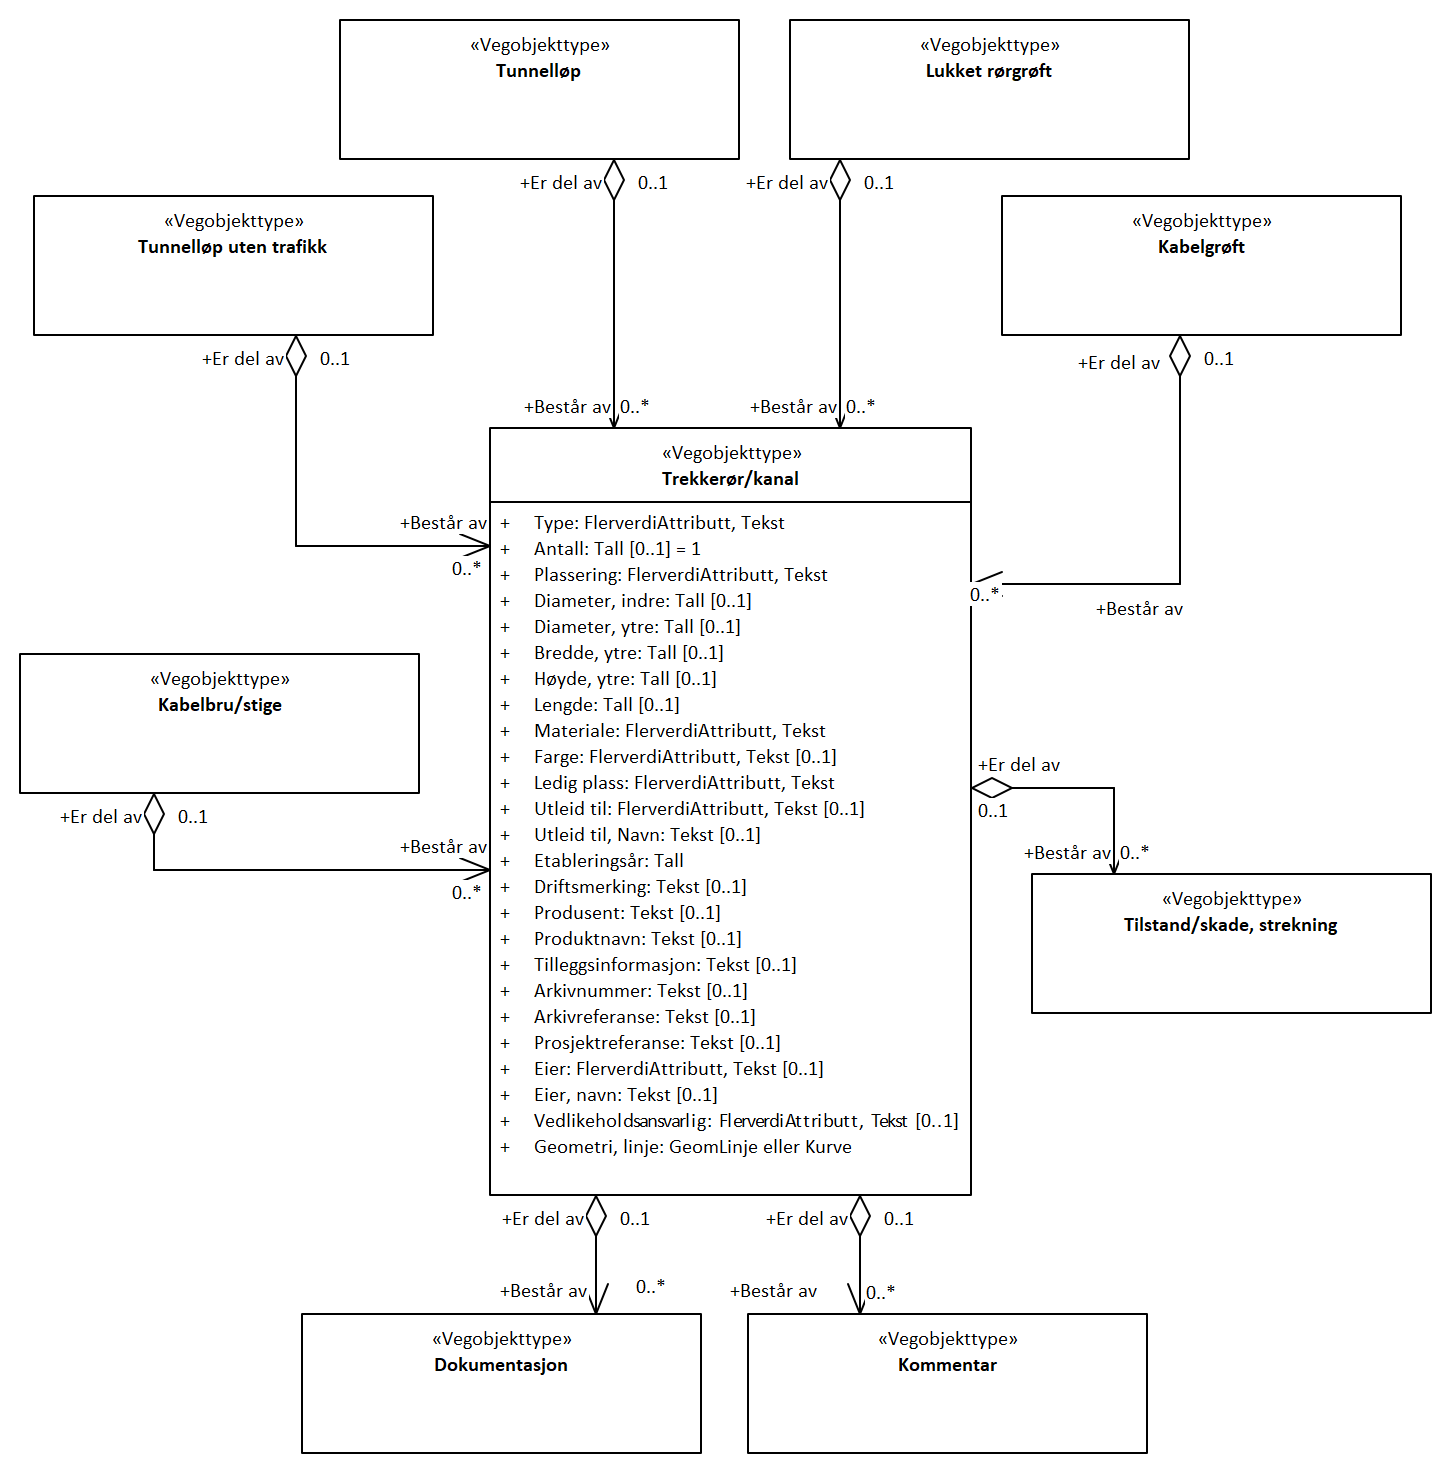 «Vegobjekttype»
Tunnelløp
«Vegobjekttype»
Lukket rørgrøft
+Er del av 0..1
+Er del av 0..1
«Vegobjekttype»
Tunnelløp uten trafikk
«Vegobjekttype»
Kabelgrøft
+Er del av 0..1
+Er del av 0..1
+Består av 0..*
+Består av 0..*
«Vegobjekttype»
Trekkerør/kanal
+ Type: FlerverdiAttributt, Tekst
+ Antall: Tall [0..1] = 1
+ Plassering: FlerverdiAttributt, Tekst
+ Diameter, indre: Tall [0..1]
+ Diameter, ytre: Tall [0..1]
+ Bredde, ytre: Tall [0..1]
+ Høyde, ytre: Tall [0..1]
+ Lengde: Tall [0..1]
+ Materiale: FlerverdiAttributt, Tekst
+ Farge: FlerverdiAttributt, Tekst [0..1]
+ Ledig plass: FlerverdiAttributt, Tekst
+ Utleid til: FlerverdiAttributt, Tekst [0..1]
+ Utleid til, Navn: Tekst [0..1]
+ Etableringsår: Tall
+ Driftsmerking: Tekst [0..1]
+ Produsent: Tekst [0..1]
+ Produktnavn: Tekst [0..1]
+ Tilleggsinformasjon: Tekst [0..1]
+ Arkivnummer: Tekst [0..1]
+ Arkivreferanse: Tekst [0..1]
+ Prosjektreferanse: Tekst [0..1]
+ Eier: FlerverdiAttributt, Tekst [0..1]
+ Eier, navn: Tekst [0..1]
+ Vedlikeholdsansvarlig: FlerverdiAttributt, Tekst [0..1]
+ Geometri, linje: GeomLinje eller Kurve
+Består av
0..*
0..*
+Består av
«Vegobjekttype»
Kabelbru/stige
+Er del av 0..1
+Består av
0..*
+Er del av
0..1
+Består av 0..*
«Vegobjekttype»
Tilstand/skade, strekning
+Er del av 0..1
+Er del av 0..1
+Består av 0..*
+Består av 0..*
«Vegobjekttype»
Dokumentasjon
«Vegobjekttype»
Kommentar